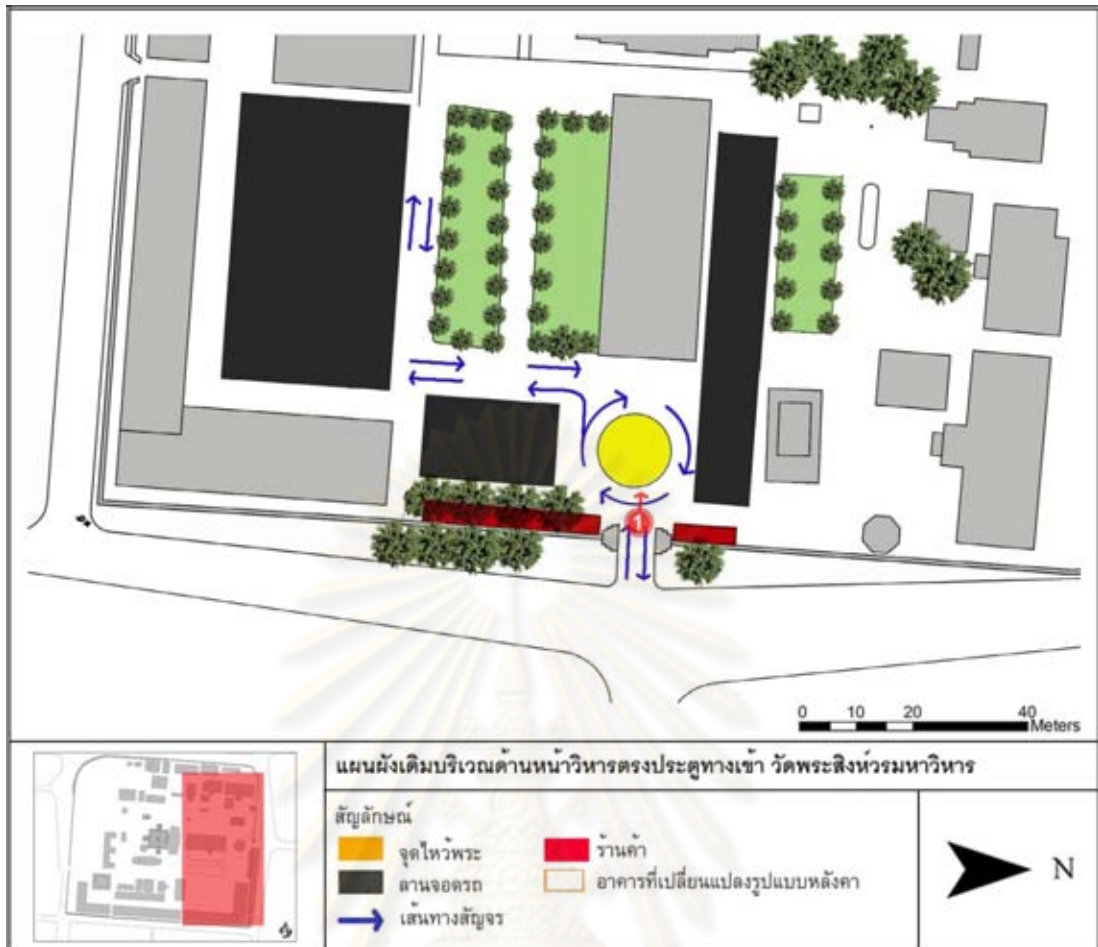 1
0 10 20 40
Meters
แผนผังเดิมบริเวณด้านหน้าวิหารตรงประตูทางเข้า วัดพระสิงห์วรมหาวิหาร
สัญลักษณ์
จุดไหว้พระ
ร้านค้า
ลานจอดรถ
อาคารที่เปลี่ยนแปลงรูปแบบหลังคา
เส้นทางสัญจร
N